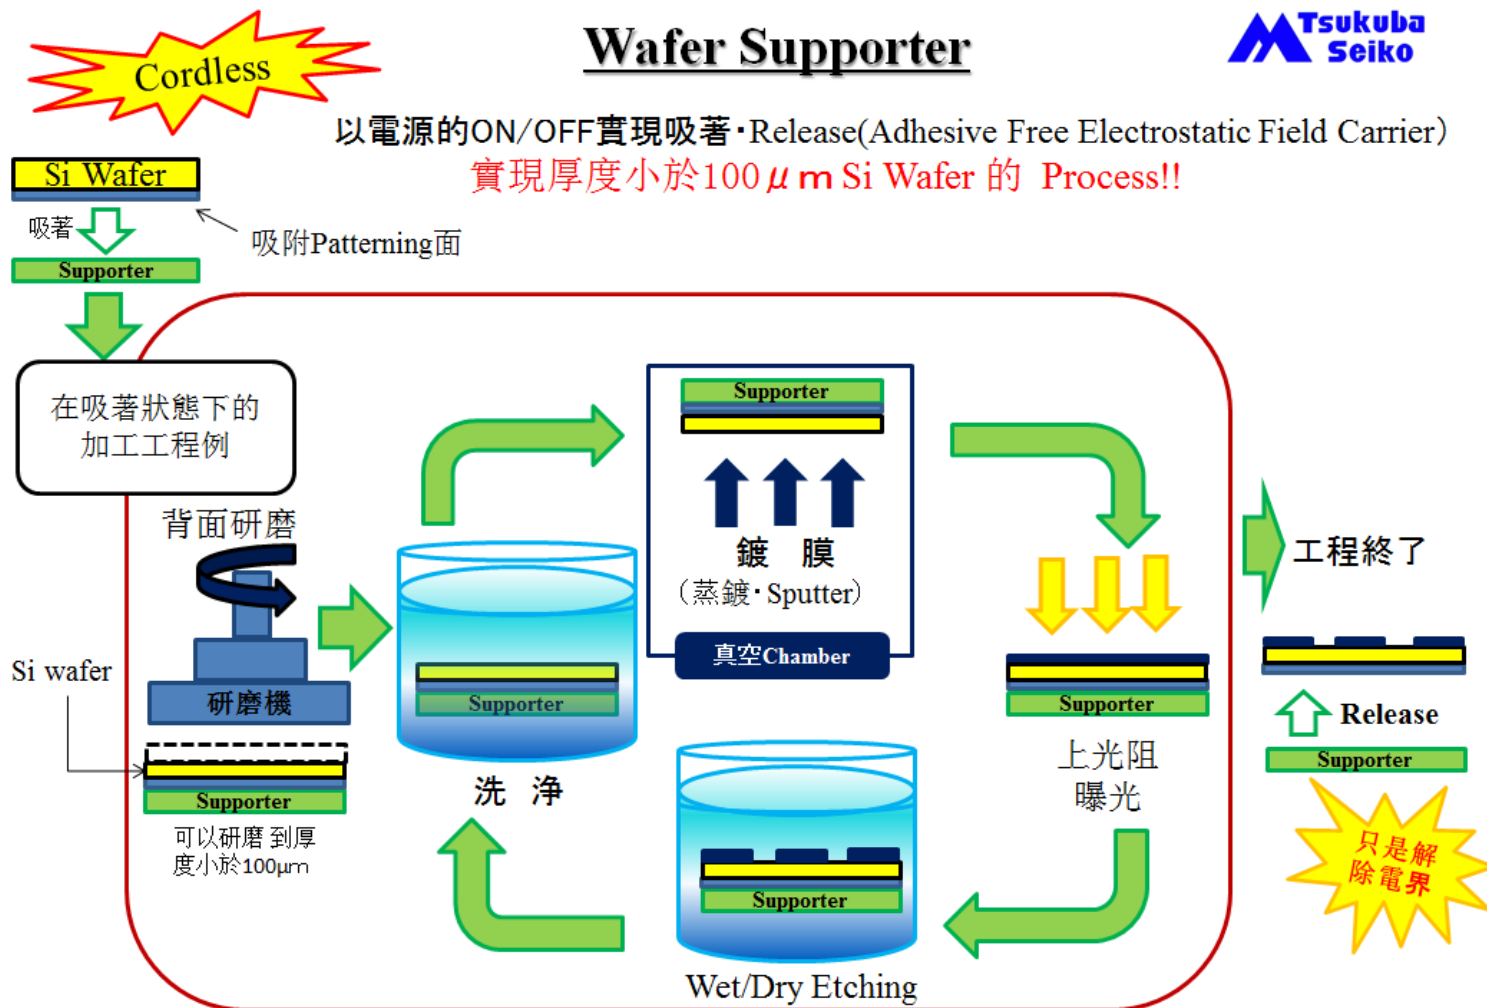 Cordless
Wafer Supporter
Tsukuba
Seiko
以電源的ON/OFF實現吸著・Release(Adhesive Free Electrostatic Field Carrier)
實現厚度小於100μm Si Wafer 的 Process!!
Si Wafer
吸著
吸附Patterning面
Supporter
在吸著狀態下的
加工工程例
背面研磨
研磨機
Si wafer
Supporter
可以研磨 到厚
度小於100μm
Supporter
洗 浄
Supporter
鍍 膜
(蒸鍍・Sputter)
真空Chamber
Supporter
上光阻
曝光
Supporter
Wet/Dry Etching
工程終了
Release
Supporter
只是解
除電界